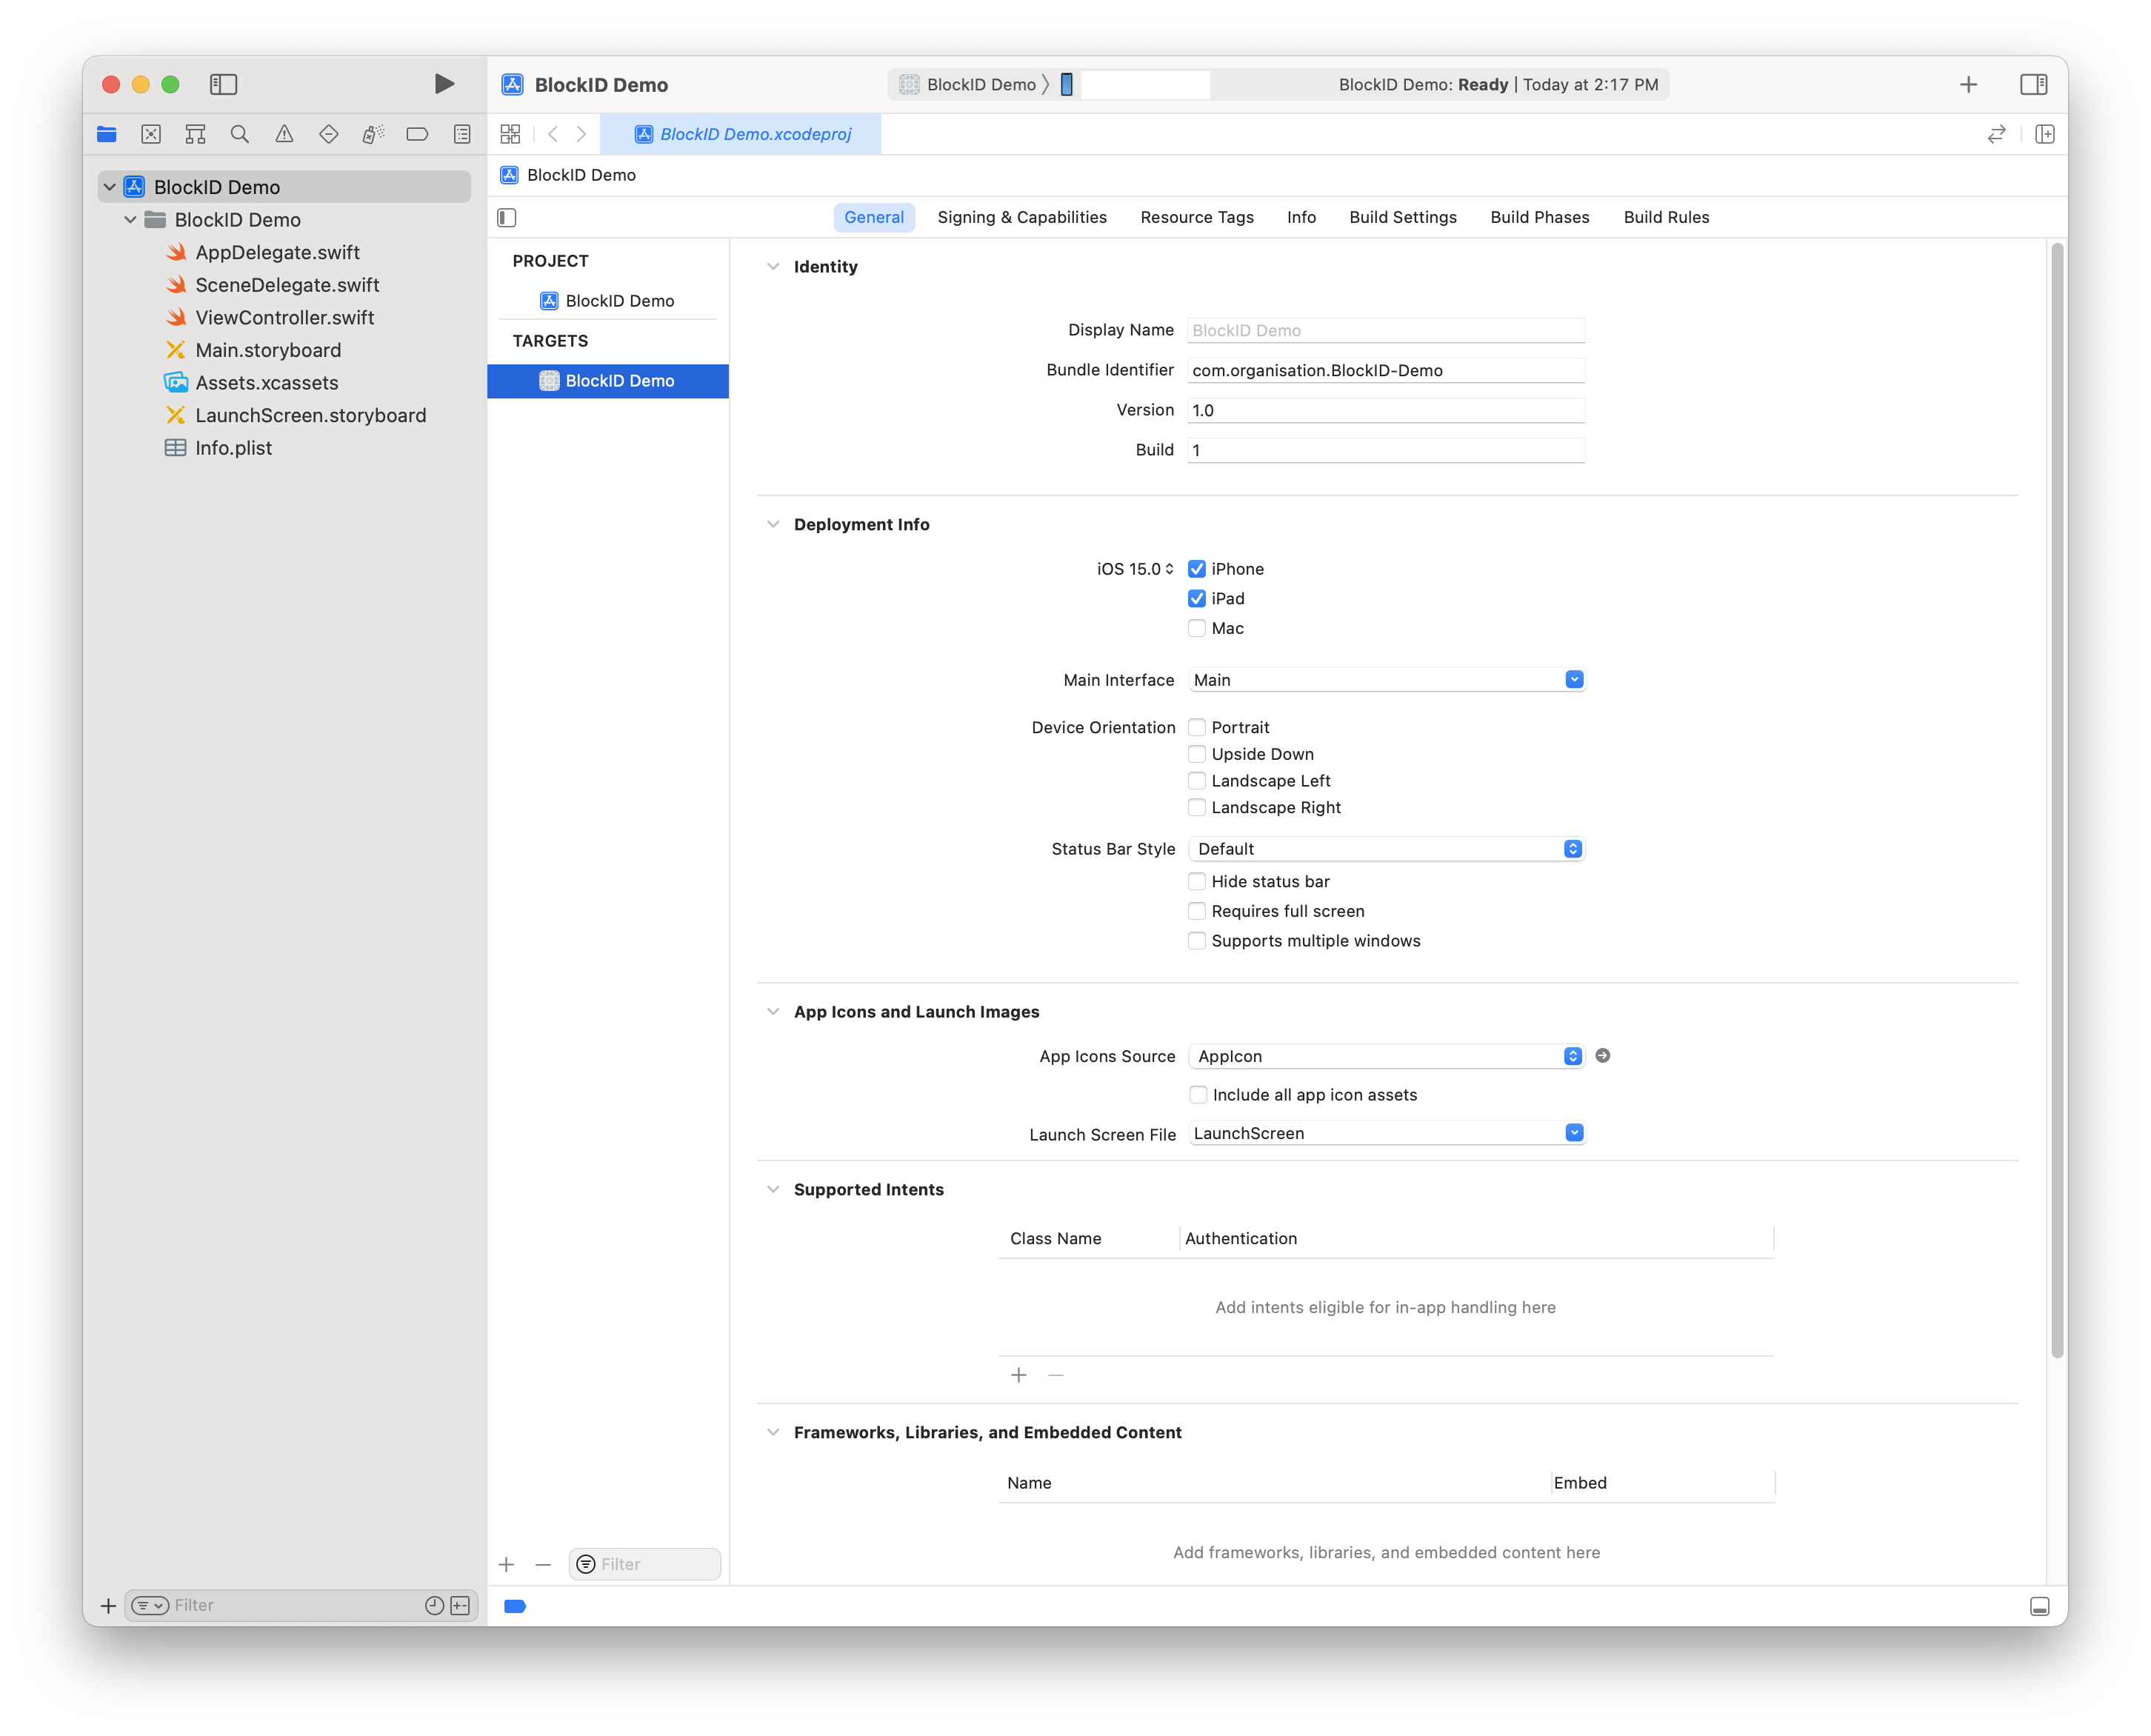 BlockID Demo
BlockID Demo
BlockID Demo: Ready | Today at 2:17 PM
BlockID Demo.xcodeproj
BlockID Demo
BlockID Demo
BlockID Demo
AppDelegate.swift
SceneDelegate.swift
ViewController.swift
Main.storyboard
Assets.xcassets
LaunchScreen.storyboard
Info.plist
Filter
General
Signing & Capabilities
Resource Tags
Info
Build Settings
Build Phases
Build Rules
PROJECT
BlockID Demo
TARGETS
BlockID Demo
Filter
Identity
Display Name BlockID Demo
Bundle Identifier com.organisation.BlockID-Demo
Version 1.0
Build 1
Deployment Info
iOS 15.0 iPhone
iPad
Mac
Main Interface Main
Device Orientation Portrait
Upside Down
Landscape Left
Landscape Right
Status Bar Style Default
Hide status bar
Requires full screen
Supports multiple windows
App Icons and Launch Images
App Icons Source AppIcon
Include all app icon assets
Launch Screen File LaunchScreen
Supported Intents
Class Name Authentication
Add intents eligible for in-app handling here
Frameworks, Libraries, and Embedded Content
Name Embed
Add frameworks, libraries, and embedded content here